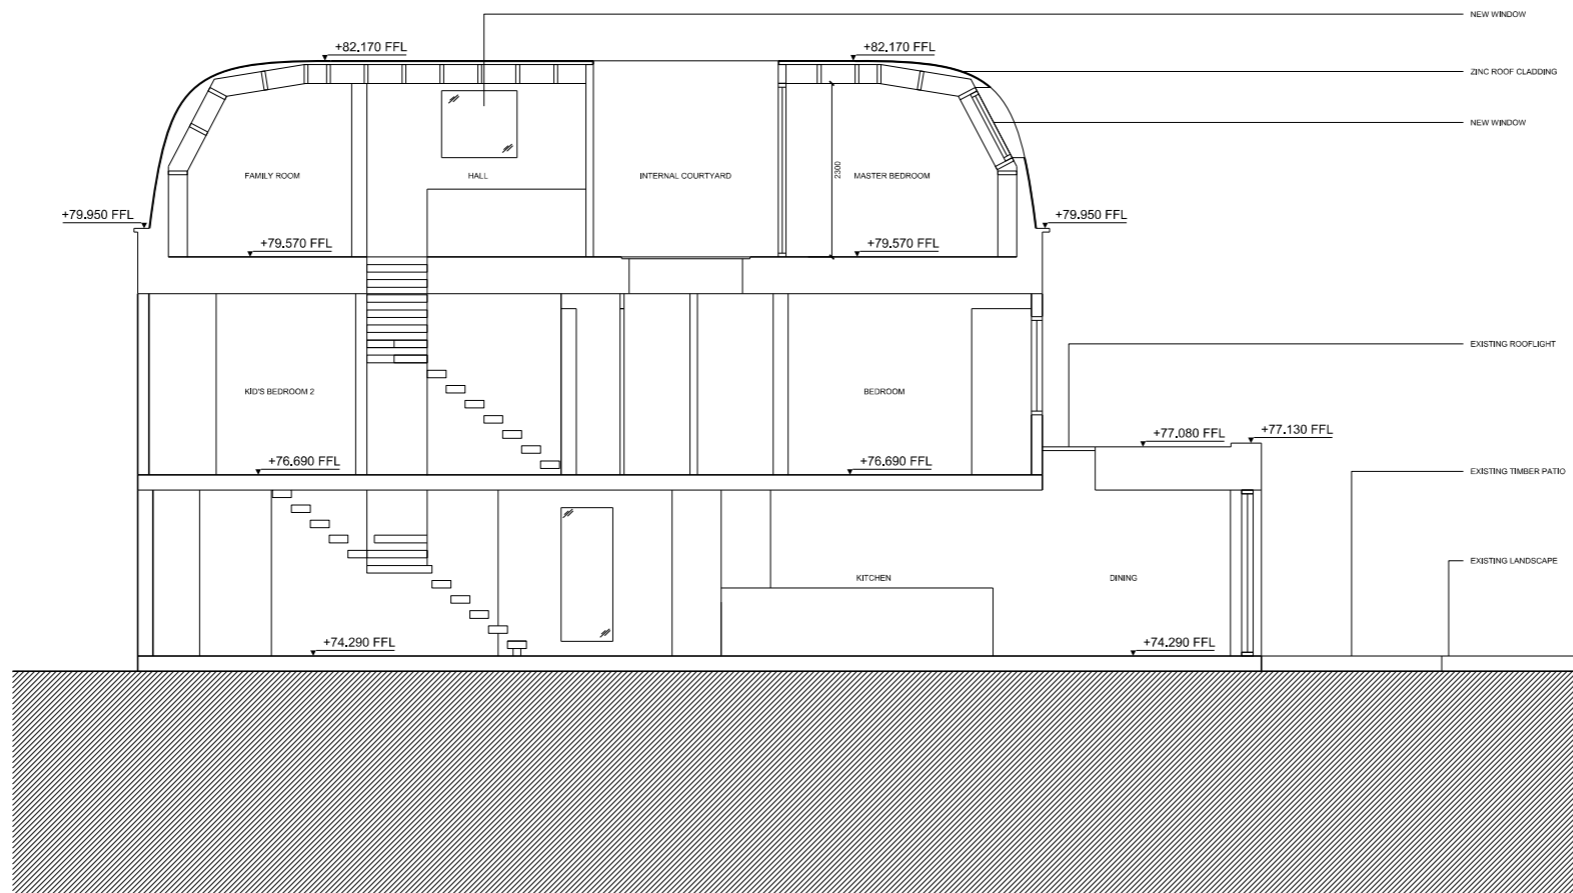 NEW WINDOW
+82.170 FFL
+82.170 FFL
ZINC ROOF CLADDING
NEW WINDOW
FAMILY ROOM
HALL
INTERNAL COURTYARD
2300
MASTER BEDROOM
+79.950 FFL
+79.950 FFL
+79.570 FFL
+79.570 FFL
EXISTING ROOFLIGHT
KID'S BEDROOM 2
BEDROOM
+77.080 FFL
+77.130 FFL
+76.690 FFL
+76.690 FFL
EXISTING TIMBER PATIO
EXISTING LANDSCAPE
KITCHEN
DINING
+74.290 FFL
+74.290 FFL